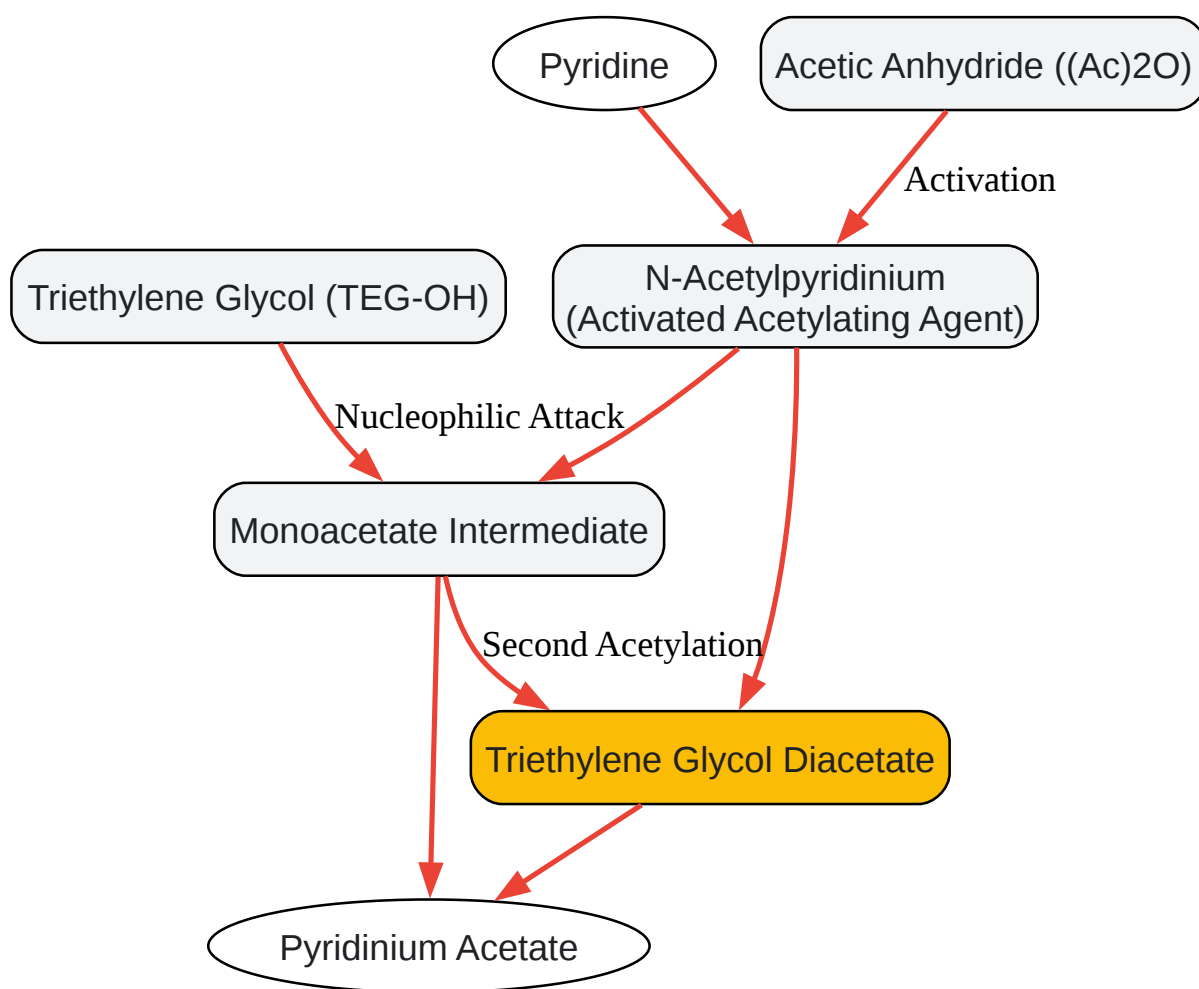 Pyridine
Acetic Anhydride ((Ac)2O)
Activation
Triethylene Glycol (TEG-OH)
N-Acetylpyridinium
(Activated Acetylating Agent)
Nucleophilic Attack
Monoacetate Intermediate
Second Acetylation
Triethylene Glycol Diacetate
Pyridinium Acetate